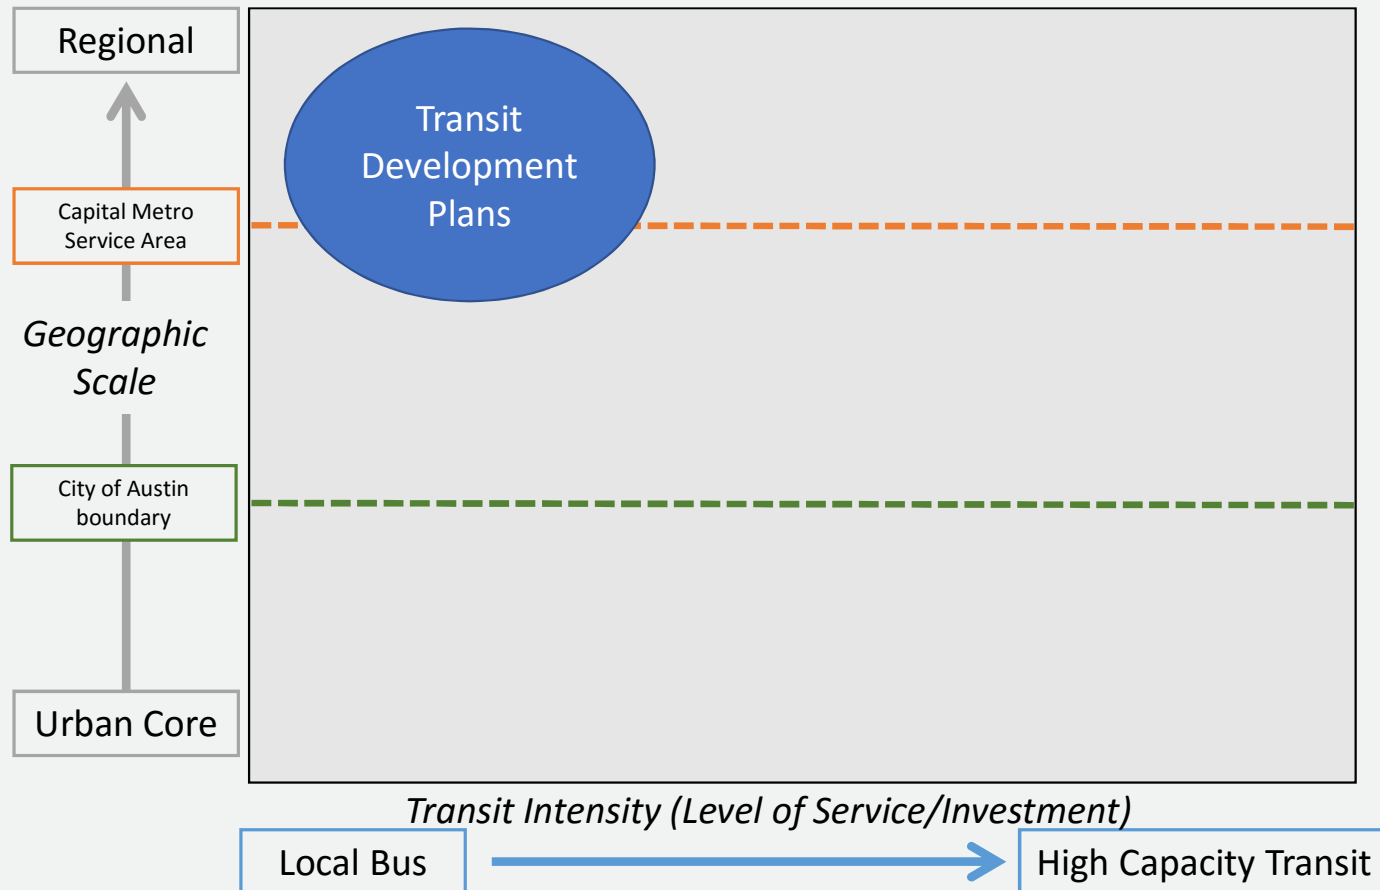 Regional
Transit
Development
Plans
Capital Metro
Service Area
Geographic
Scale
City of Austin
boundary
Urban Core
Transit Intensity (Level of Service/Investment)
Local Bus
High Capacity Transit